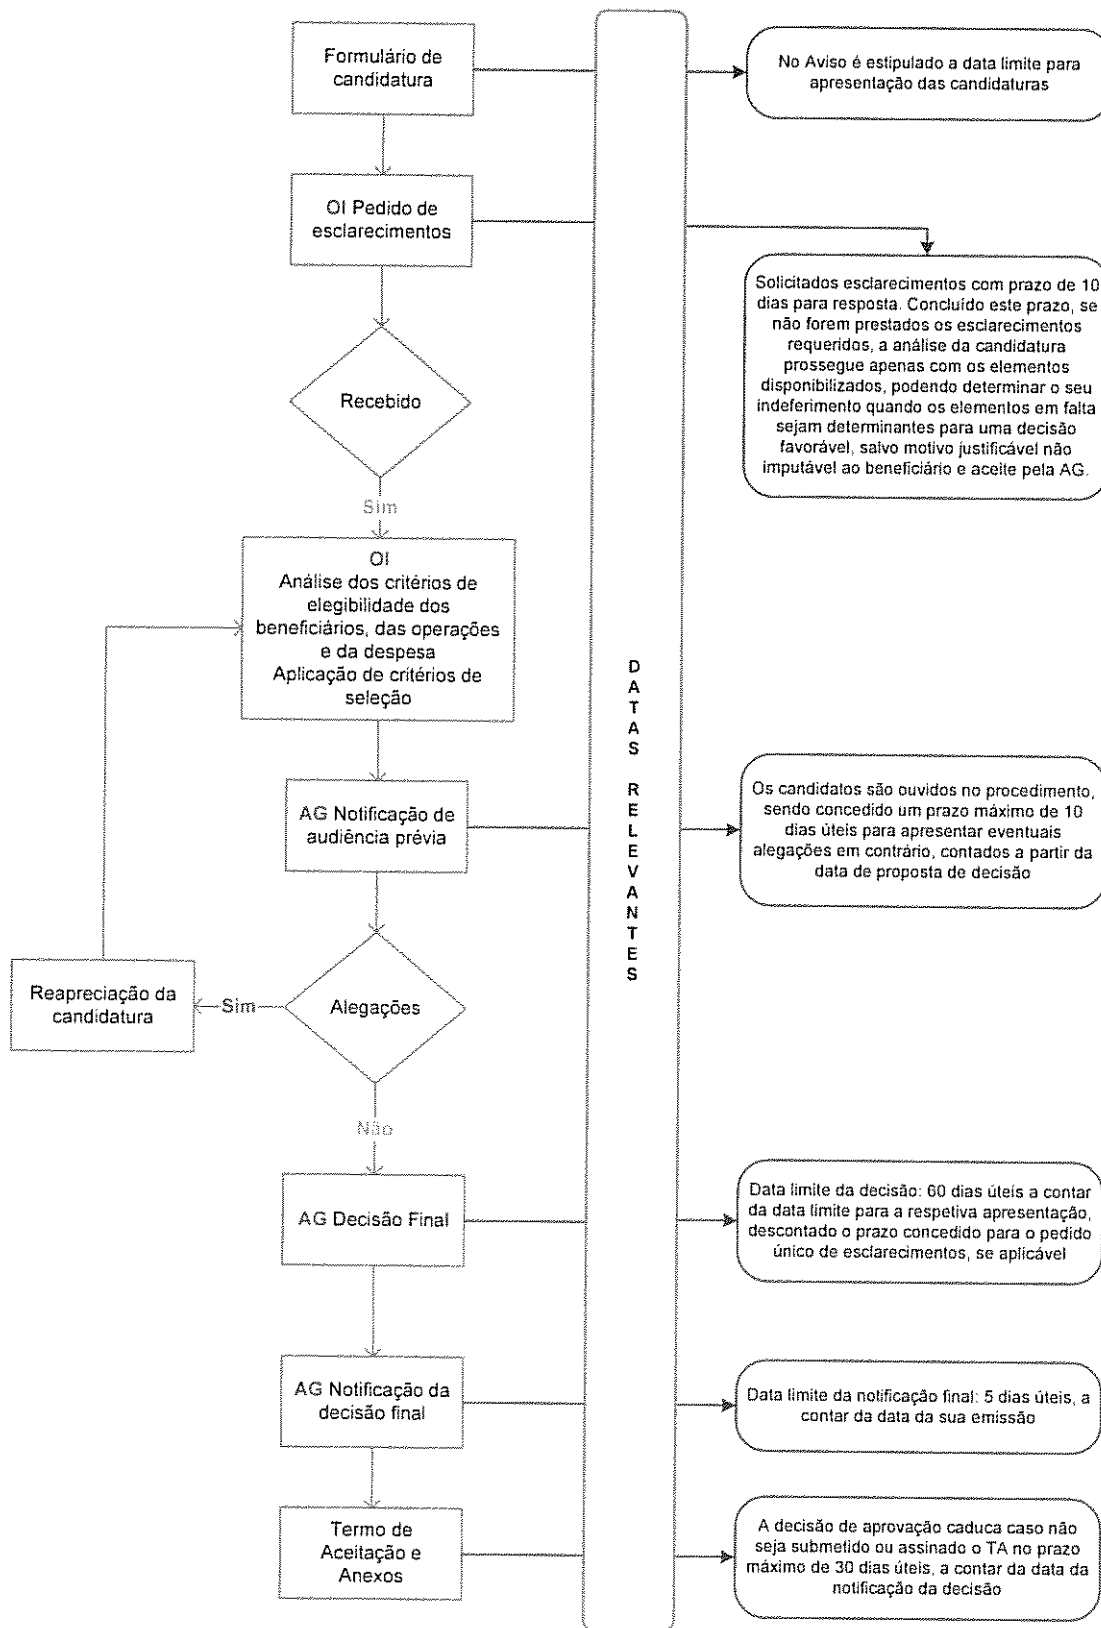 Formulário de
candidatura
No Aviso é estipulado a data limite para
apresentação das candidaturas
OI Pedido de
esclarecimentos
Solicitados esclarecimentos com prazo de 10
dias para resposta. Concluído este prazo, se
não forem prestados os esclarecimentos
requeridos, a análise da candidatura
prossegue apenas com os elementos
disponibilizados, podendo determinar o seu
indeferimento quando os elementos em falta
sejam determinantes para uma decisão
favorável, salvo motivo justificável não
imputável ao beneficiário e aceite pela AG.
Recebido
Sim
OI
Análise dos critérios de
elegibilidade dos
beneficiários, das operações
e da despesa
Aplicação de critérios de
seleção
DATAS RELEVANTES
AG Notificação de
audiência prévia
Os candidatos são ouvidos no procedimento,
sendo concedido um prazo máximo de 10
dias úteis para apresentar eventuais
alegações em contrário, contados a partir da
data de proposta de decisão
Reapreciação da
candidatura
Sim
Alegações
Não
AG Decisão Final
Data limite da decisão: 60 dias úteis a contar
da data limite para a respetiva apresentação,
descontado o prazo concedido para o pedido
único de esclarecimentos, se aplicável
AG Notificação da
decisão final
Data limite da notificação final: 5 dias úteis, a
contar da data da sua emissão
Termo de
Aceitação e
Anexos
A decisão de aprovação caduca caso não
seja submetido ou assinado o TA no prazo
máximo de 30 dias úteis, a contar da data da
notificação da decisão